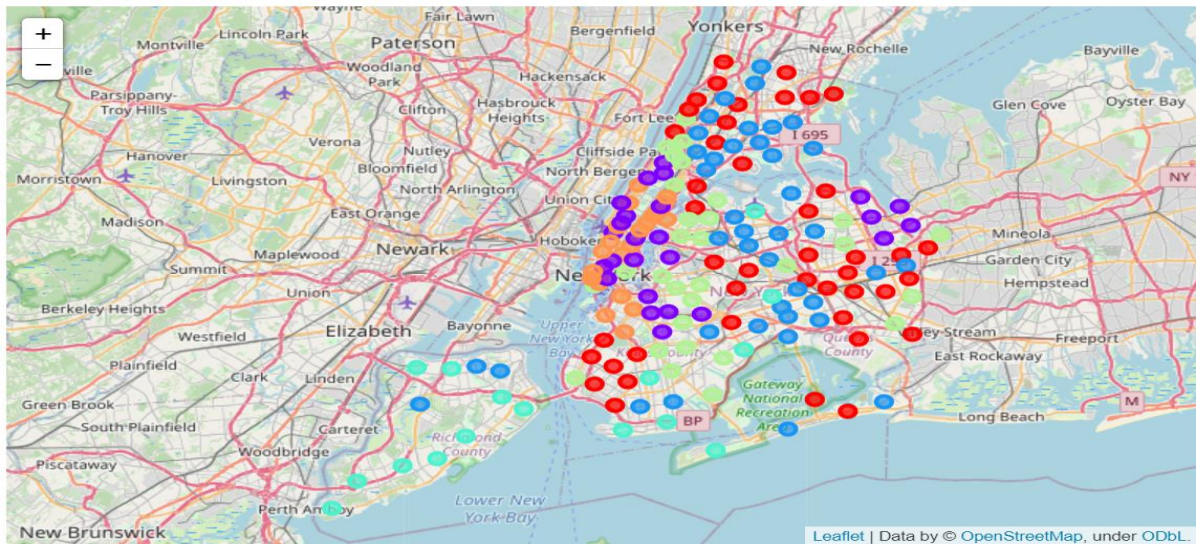 +
−
Wayne
Fair Lawn
Bergenfield
Yonkers
New Rochelle
Bayville
Montville
Lincoln Park
Paterson
Hackensack
Woodland
Park
Parsippany-
Troy Hills
Clifton
Hasbrouck
Heights
Fort Lee
Glen Cove
Oyster Bay
Caldwell
Verona
Hanover
Nutley
Cliffside
I 695
Livingston
Bloomfield
North Bergen
Morristown
North Arlington
NY
Madison
East Orange
Union City
Mineola
Maplewood
Newark
Hoboken
Garden City
Summit
New York
I 2
Hempstead
Berkeley Heights
Union
Elizabeth
Bayonne
Upper
New York
Bay
County
County
Stream
Westfield
East Rockaway
Freeport
Plainfield
Clark
Linden
Gateway
National
Recreation
Area
Long Beach
M
Green Brook
South Plainfield
Carteret
BP
Richmond
County
Piscataway
Woodbridge
Perth Amboy
Lower New
York Bay
New Brunswick
Leaflet | Data by © OpenStreetMap, under ODbL.